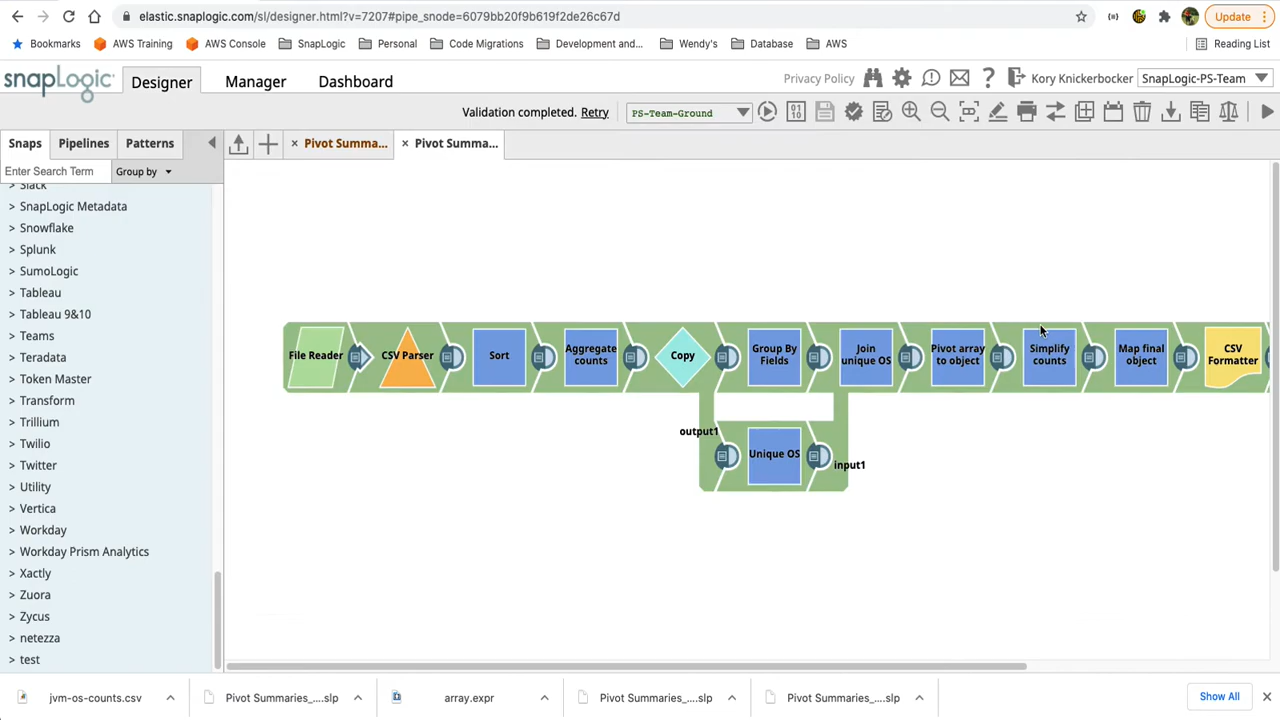 elastic.snaplogic.com/sl/designer.html?v=7207#pipe_snode=6079bb20f9b619f2de26c67d
Update
Bookmarks
AWS Training
AWS Console
SnapLogic
Personal
Code Migrations
Development and...
Wendy's
Database
AWS
Reading List
snapLogic
Designer
Manager
Dashboard
Privacy Policy
Kory Knickerbocker
SnapLogic-PS-Team
Validation completed. Retry
PS-Team-Ground
Snaps
Pipelines
Patterns
Pivot Summa...
Pivot Summa...
Enter Search Term
Group by
Slack
> SnapLogic Metadata
> Snowflake
> Splunk
> SumoLogic
> Tableau
> Tableau 9&10
> Teams
> Teradata
> Token Master
> Transform
> Trillium
> Twilio
> Twitter
> Utility
> Vertica
> Workday
> Workday Prism Analytics
> Xactly
> Zuora
> Zycus
> netezza
> test
File Reader
CSV Parser
Sort
Aggregate
counts
Copy
Group By
Fields
Join
unique OS
Pivot array
to object
Simplify
counts
Map final
object
CSV
Formatter
output1
Unique OS
input1
jvm-os-counts.csv
Pivot Summaries_....slp
array.expr
Pivot Summaries_....slp
Pivot Summaries_....slp
Show All